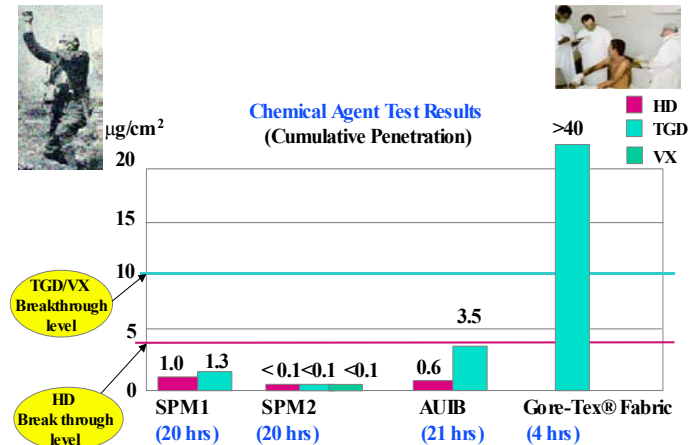 Chemical Agent Test Results
(Cumulative Penetration)
μg/cm²
HD
TGD
VX
>40
20
15
10
5
0
TGD/VX
Breakthrough
level
HD
Break through
level
1.0 1.3
< 0.1 <0.1 <0.1
0.6 3.5
SPM1 SPM2 AUIB Gore-Tex® Fabric
(20 hrs) (20 hrs) (21 hrs) (4 hrs)